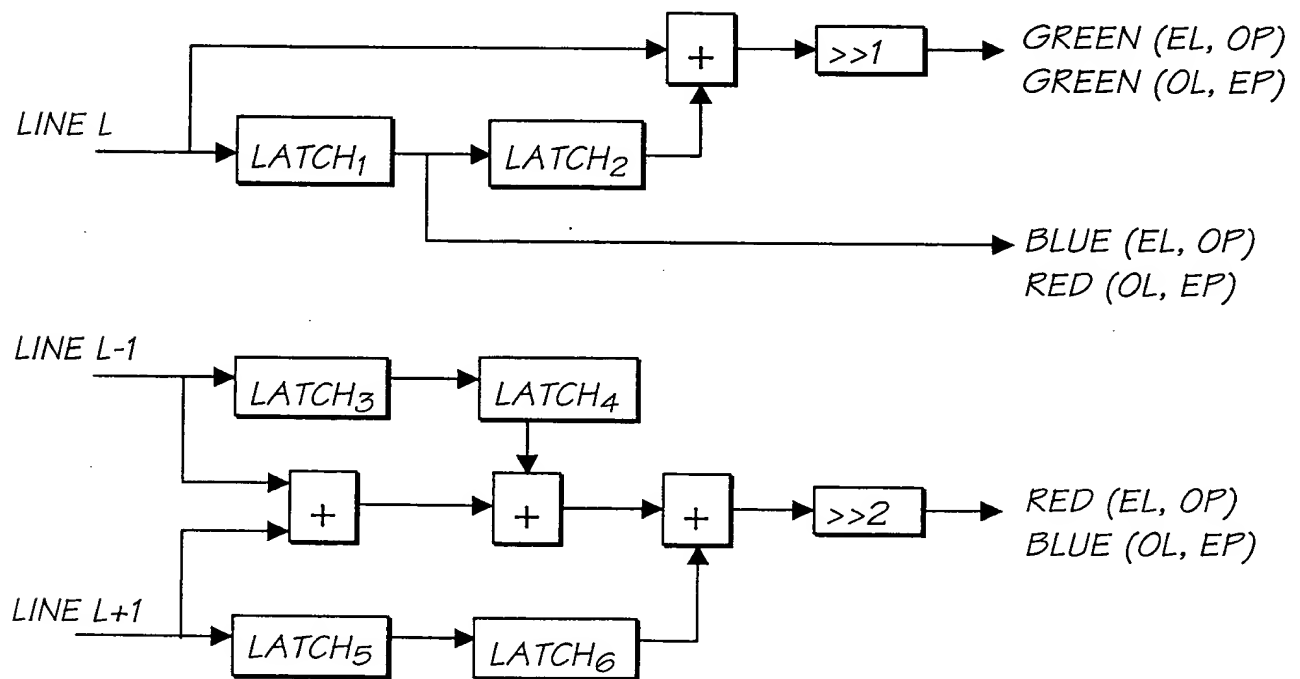 GREEN (EL, OP)
GREEN (OL, EP)
+
>>1
LINE L
LATCH₁
LATCH₂
BLUE (EL, OP)
RED (OL, EP)
LINE L-1
LATCH₃
LATCH₄
+
+
+
>>2
RED (EL, OP)
BLUE (OL, EP)
LINE L+1
LATCH₅
LATCH₆